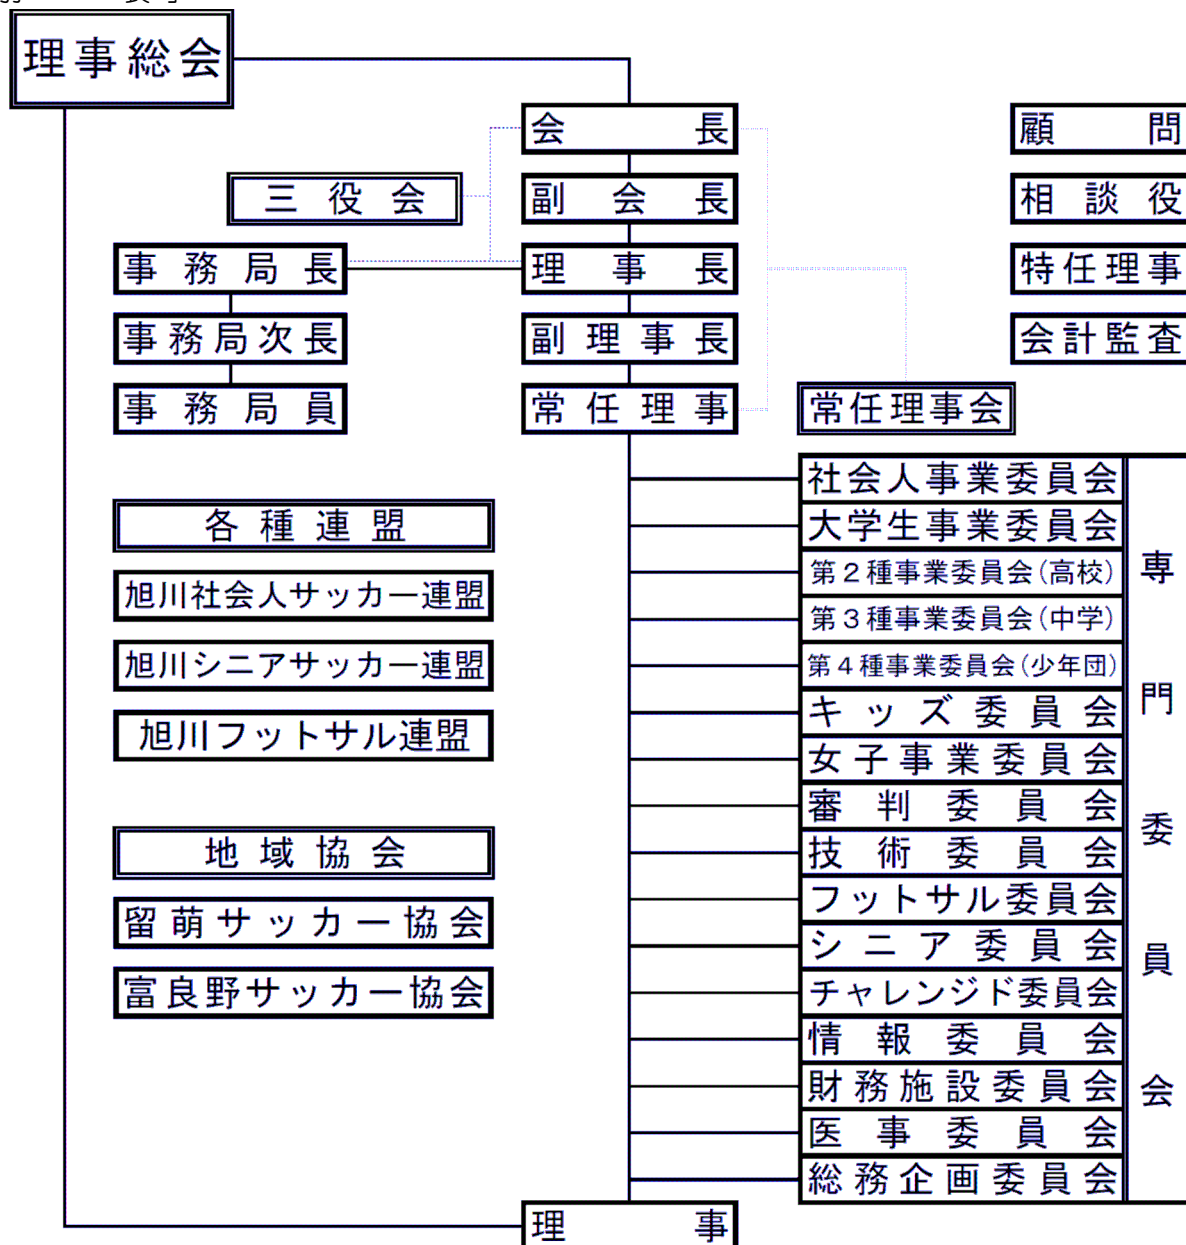 理事総会
会長
顧問
三役会
副会長
相談役
事務局長
理事長
特任理事
事務局次長
副理事長
会計監査
事務局員
常任理事
常任理事会
各種連盟
旭川社会人サッカー連盟
旭川シニアサッカー連盟
旭川フットサル連盟
地域協会
留萌サッカー協会
富良野サッカー協会
社会人事業委員会
大学生事業委員会
第２種事業委員会(高校)
第３種事業委員会(中学)
第４種事業委員会(少年団)
キッズ委員会
女子事業委員会
審判委員会
技術委員会
フットサル委員会
シニア委員会
チャレンジド委員会
情報委員会
財務施設委員会
医事委員会
総務企画委員会
専門委員会
理事